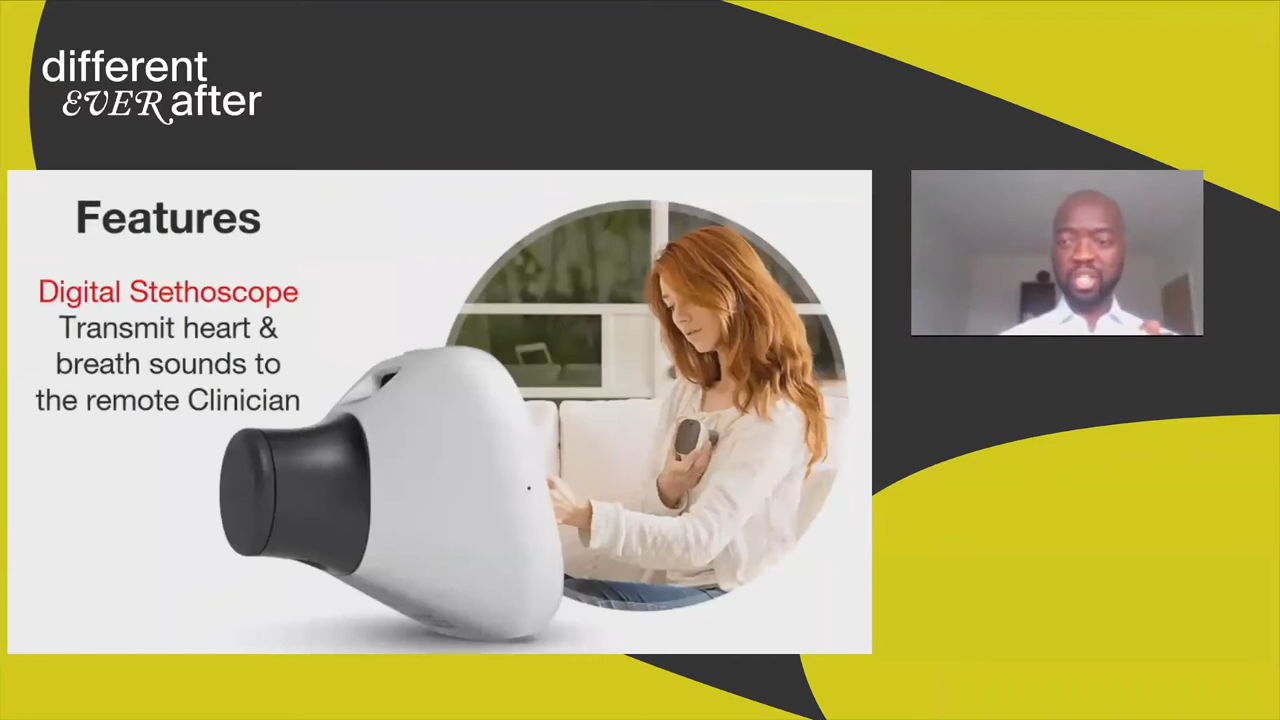 different
EVER after
Features
Digital Stethoscope
Transmit heart &
breath sounds to
the remote Clinician